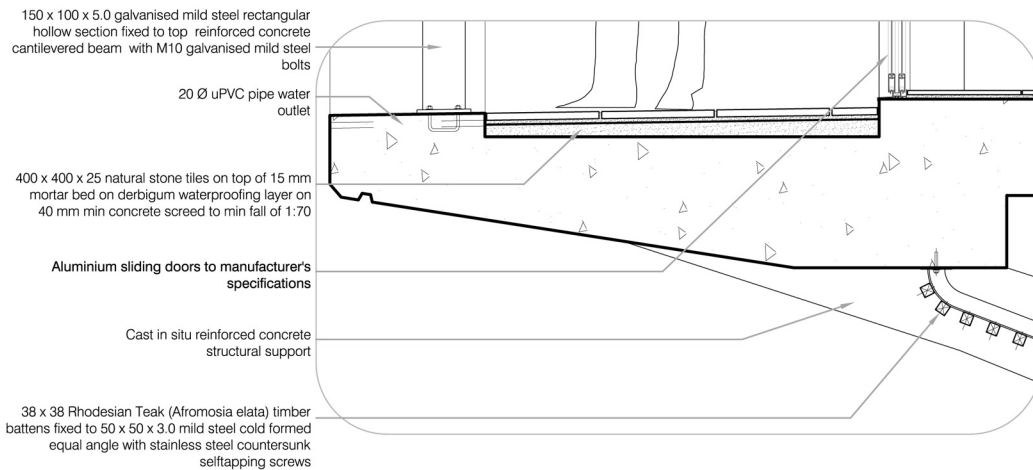 150 x 100 x 5.0 galvanised mild steel rectangular
hollow section fixed to top reinforced concrete
cantilevered beam with M10 galvanised mild steel
bolts
20 Ø uPVC pipe water
outlet
400 x 400 x 25 natural stone tiles on top of 15 mm
mortar bed on derbigum waterproofing layer on
40 mm min concrete screed to min fall of 1:70
Aluminium sliding doors to manufacturer's
specifications
Cast in situ reinforced concrete
structural support
38 x 38 Rhodesian Teak (Afromosia elata) timber
battens fixed to 50 x 50 x 3.0 mild steel cold formed
equal angle with stainless steel countersunk
selftapping screws